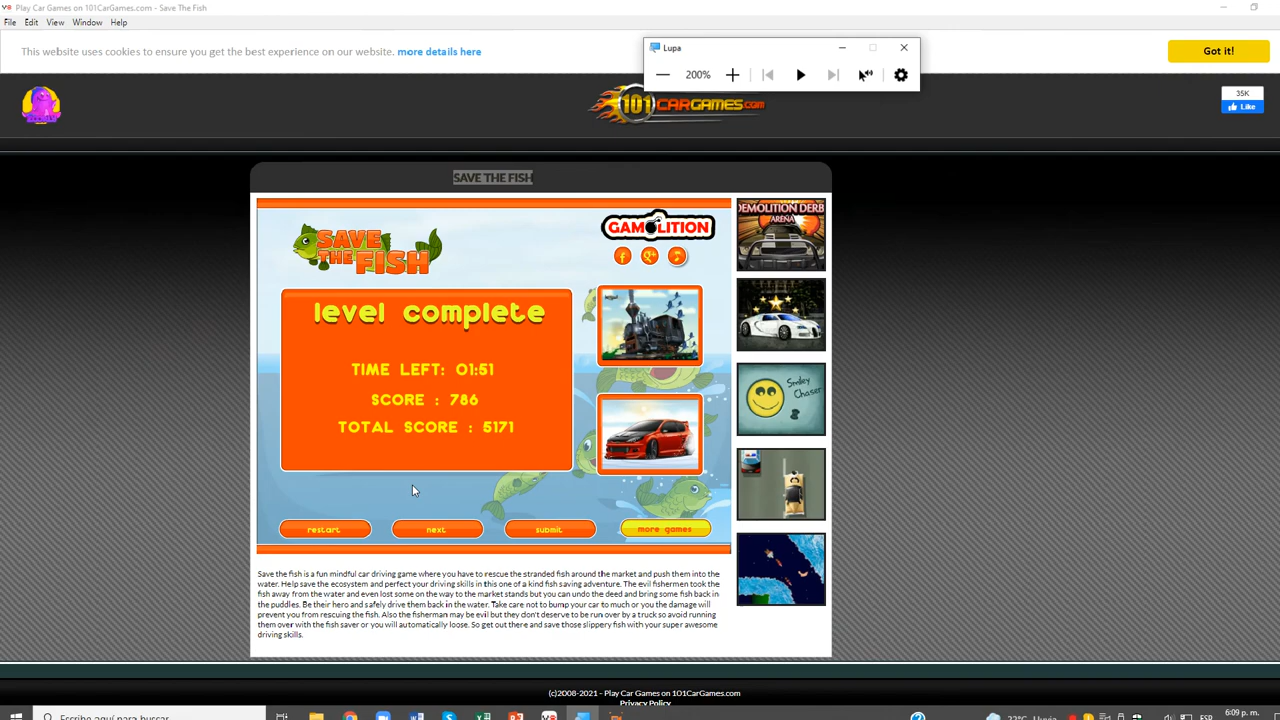 Play Car Games on 101CarGames.com - Save The Fish
File Edit View Window Help
This website uses cookies to ensure you get the best experience on our website. more details here
Got it!
Lupa
200%
101CARGAMES.COM
35K
Like
SAVE THE FISH
SAVE THE FISH
GAMOLITION
level complete
TIME LEFT: 01:51
SCORE : 786
TOTAL SCORE : 5171
restart next submit more games
DEMOLITION DERB
ARENA
Smiley
Chaser
2
Save the fish is a fun mindful car driving game where you have to rescue the stranded fish around the market and push them into the
water. Help save the ecosystem and perfect your driving skills in this one of a kind fish saving adventure. The evil fishermen took the
fish away from the water and even lost some on the way to the market stands but you can undo the deed and bring some fish back in
the puddles. Be their hero and safely drive them back in the water. Take care not to bump your car to much or you the damage will
prevent you from rescuing the fish. Also the fisherman may be evil but they don't deserve to be run over by a truck so avoid running
them over with the fish saver or you will automatically loose. So get out there and save those slippery fish with your super awesome
driving skills.
(c)2008-2021 - Play Car Games on 101CarGames.com
Privacy Policy
Escribe aquí para buscar
22°C Lluvia
ESP
6:09 p. m.